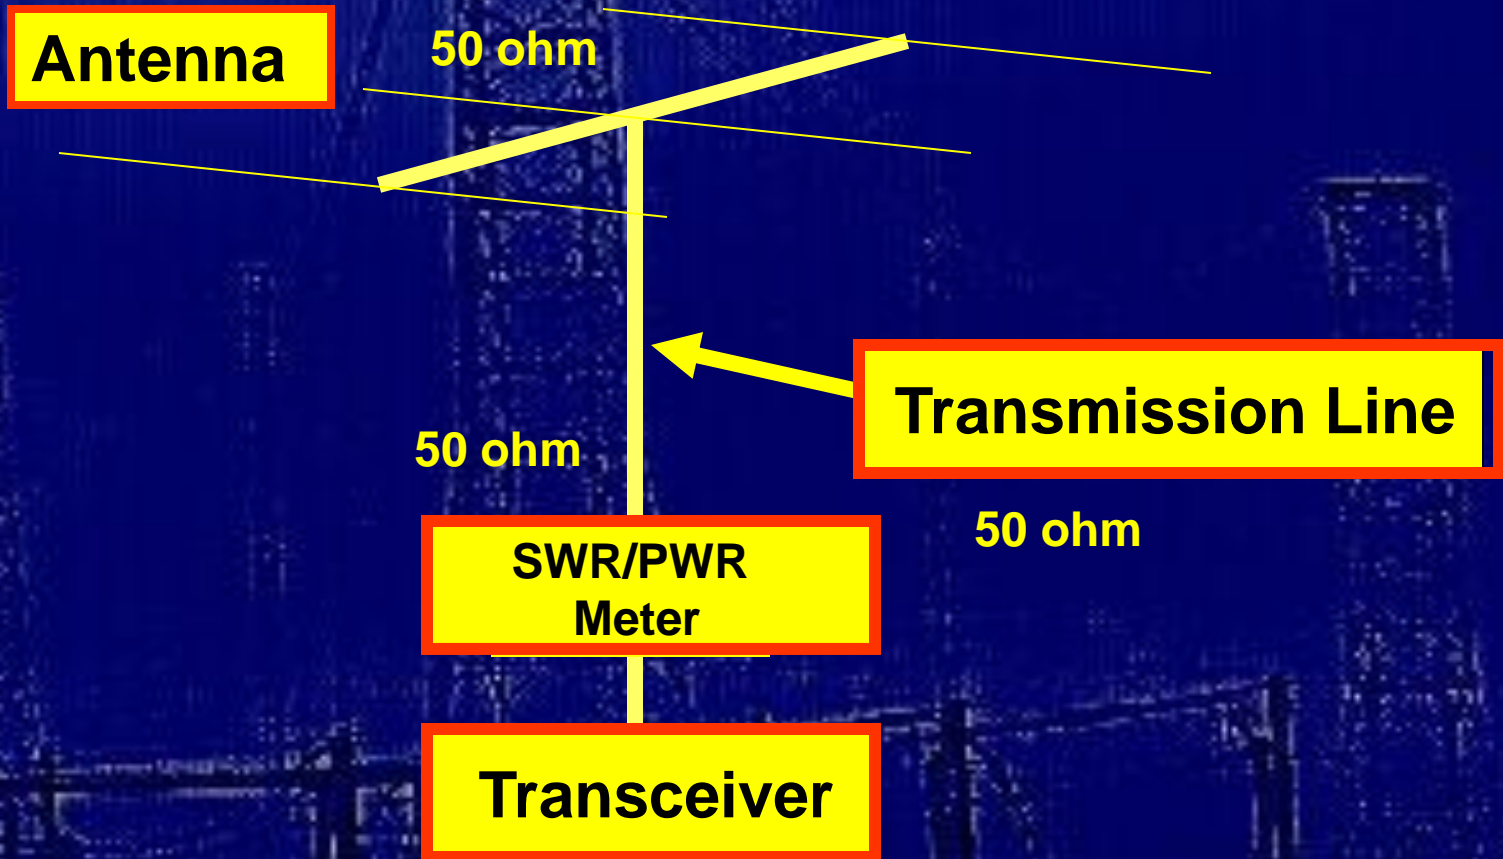 Antenna
50 ohm
Transmission Line
50 ohm
50 ohm
SWR/PWR
Meter
Transceiver